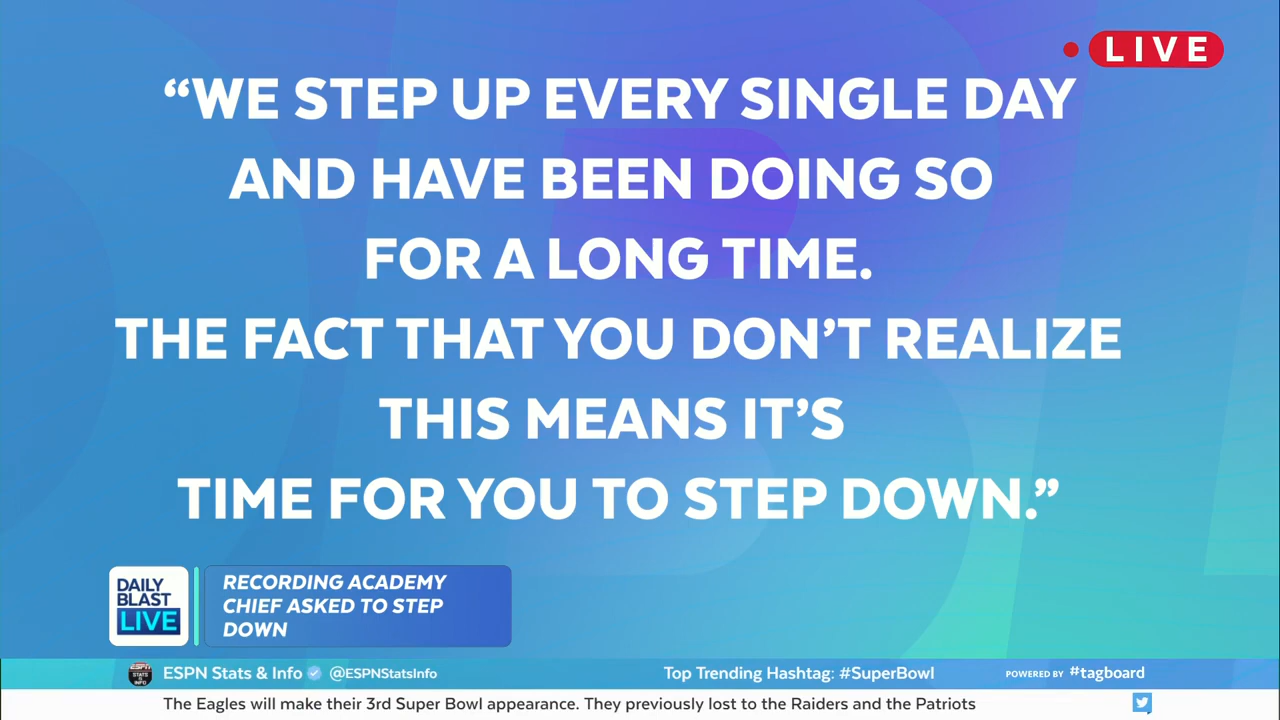 LIVE
“WE STEP UP EVERY SINGLE DAY
AND HAVE BEEN DOING SO
FOR A LONG TIME.
THE FACT THAT YOU DON’T REALIZE
THIS MEANS IT’S
TIME FOR YOU TO STEP DOWN.”
DAILY
BLAST
LIVE
RECORDING ACADEMY
CHIEF ASKED TO STEP
DOWN
ESPN
STATS
& INFO
ESPN Stats & Info @ESPNStatsInfo
Top Trending Hashtag: #SuperBowl
POWERED BY #tagboard
The Eagles will make their 3rd Super Bowl appearance. They previously lost to the Raiders and the Patriots